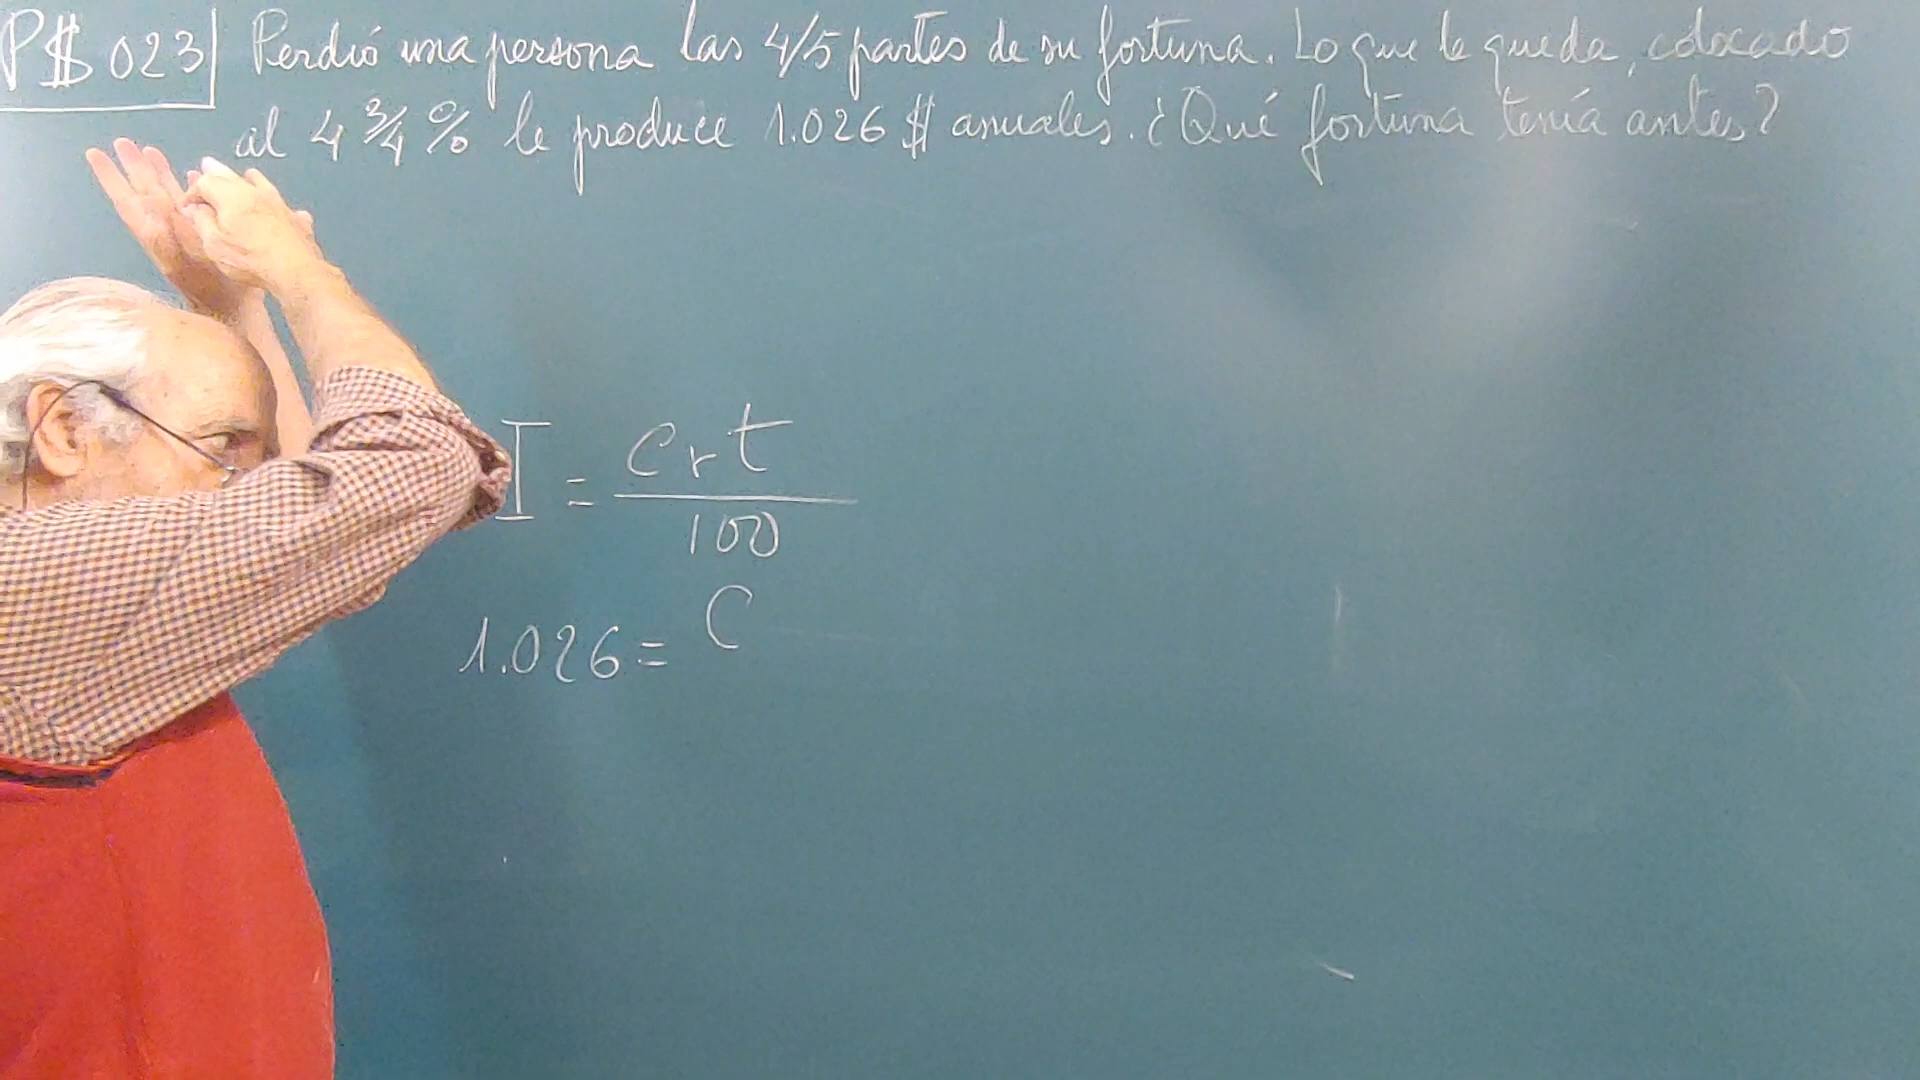 P$ 023 Perdió una persona las 4/5 partes de su fortuna. Lo que le queda, colocado
al 4 3/4 % le produce 1.026 $ anuales. ¿Qué fortuna tenía antes?
I = crt
100
1.026 = C